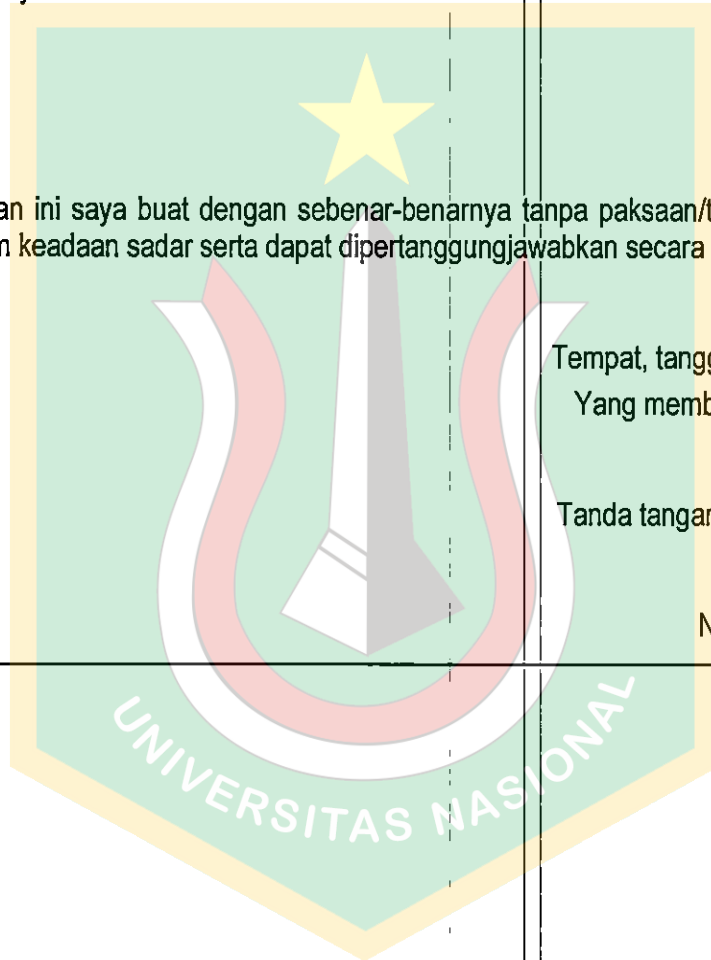 an ini saya buat dengan sebenar-benarnya tanpa paksaan/t
keadaan sadar serta dapat dipertanggungjawabkan secara
Tempat, tangg
Yang memb
Tanda tangan
N
UNIVERSITAS NASIONAL